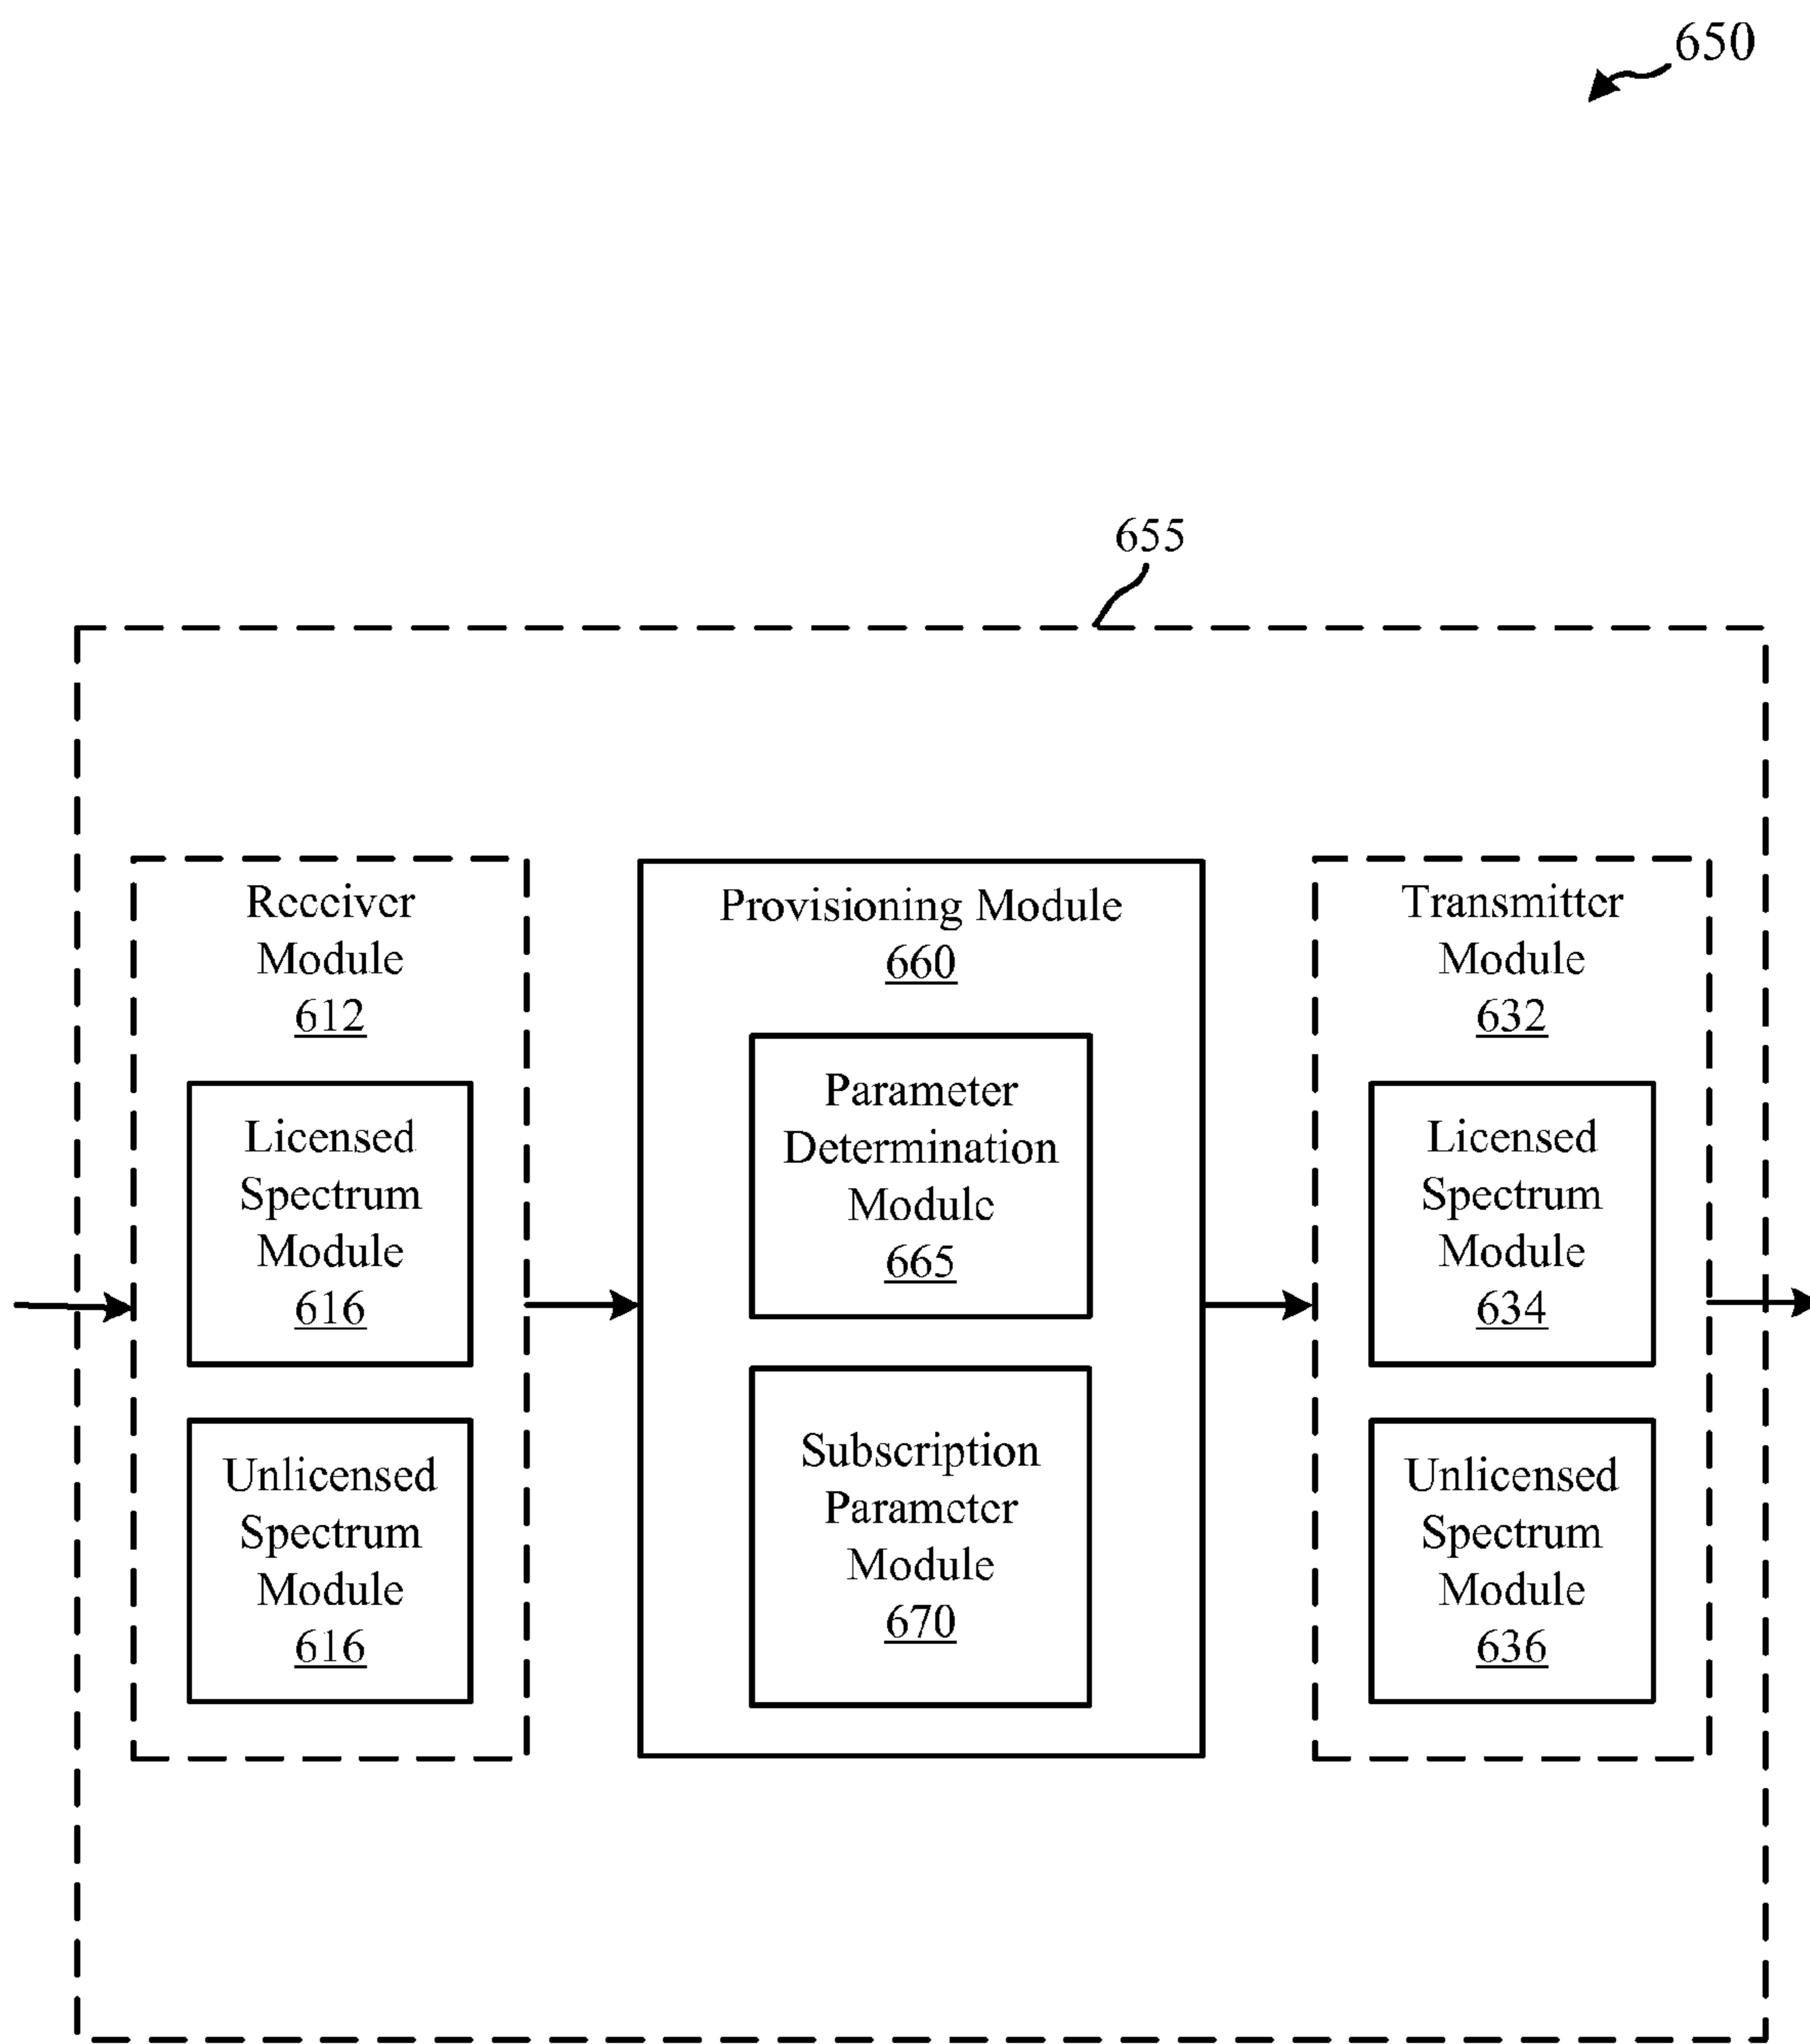 650
655
Receiver
Module
612
Licensed
Spectrum
Module
616
Unlicensed
Spectrum
Module
616
Provisioning Module
660
Parameter
Determination
Module
665
Subscription
Parameter
Module
670
Transmitter
Module
632
Licensed
Spectrum
Module
634
Unlicensed
Spectrum
Module
636